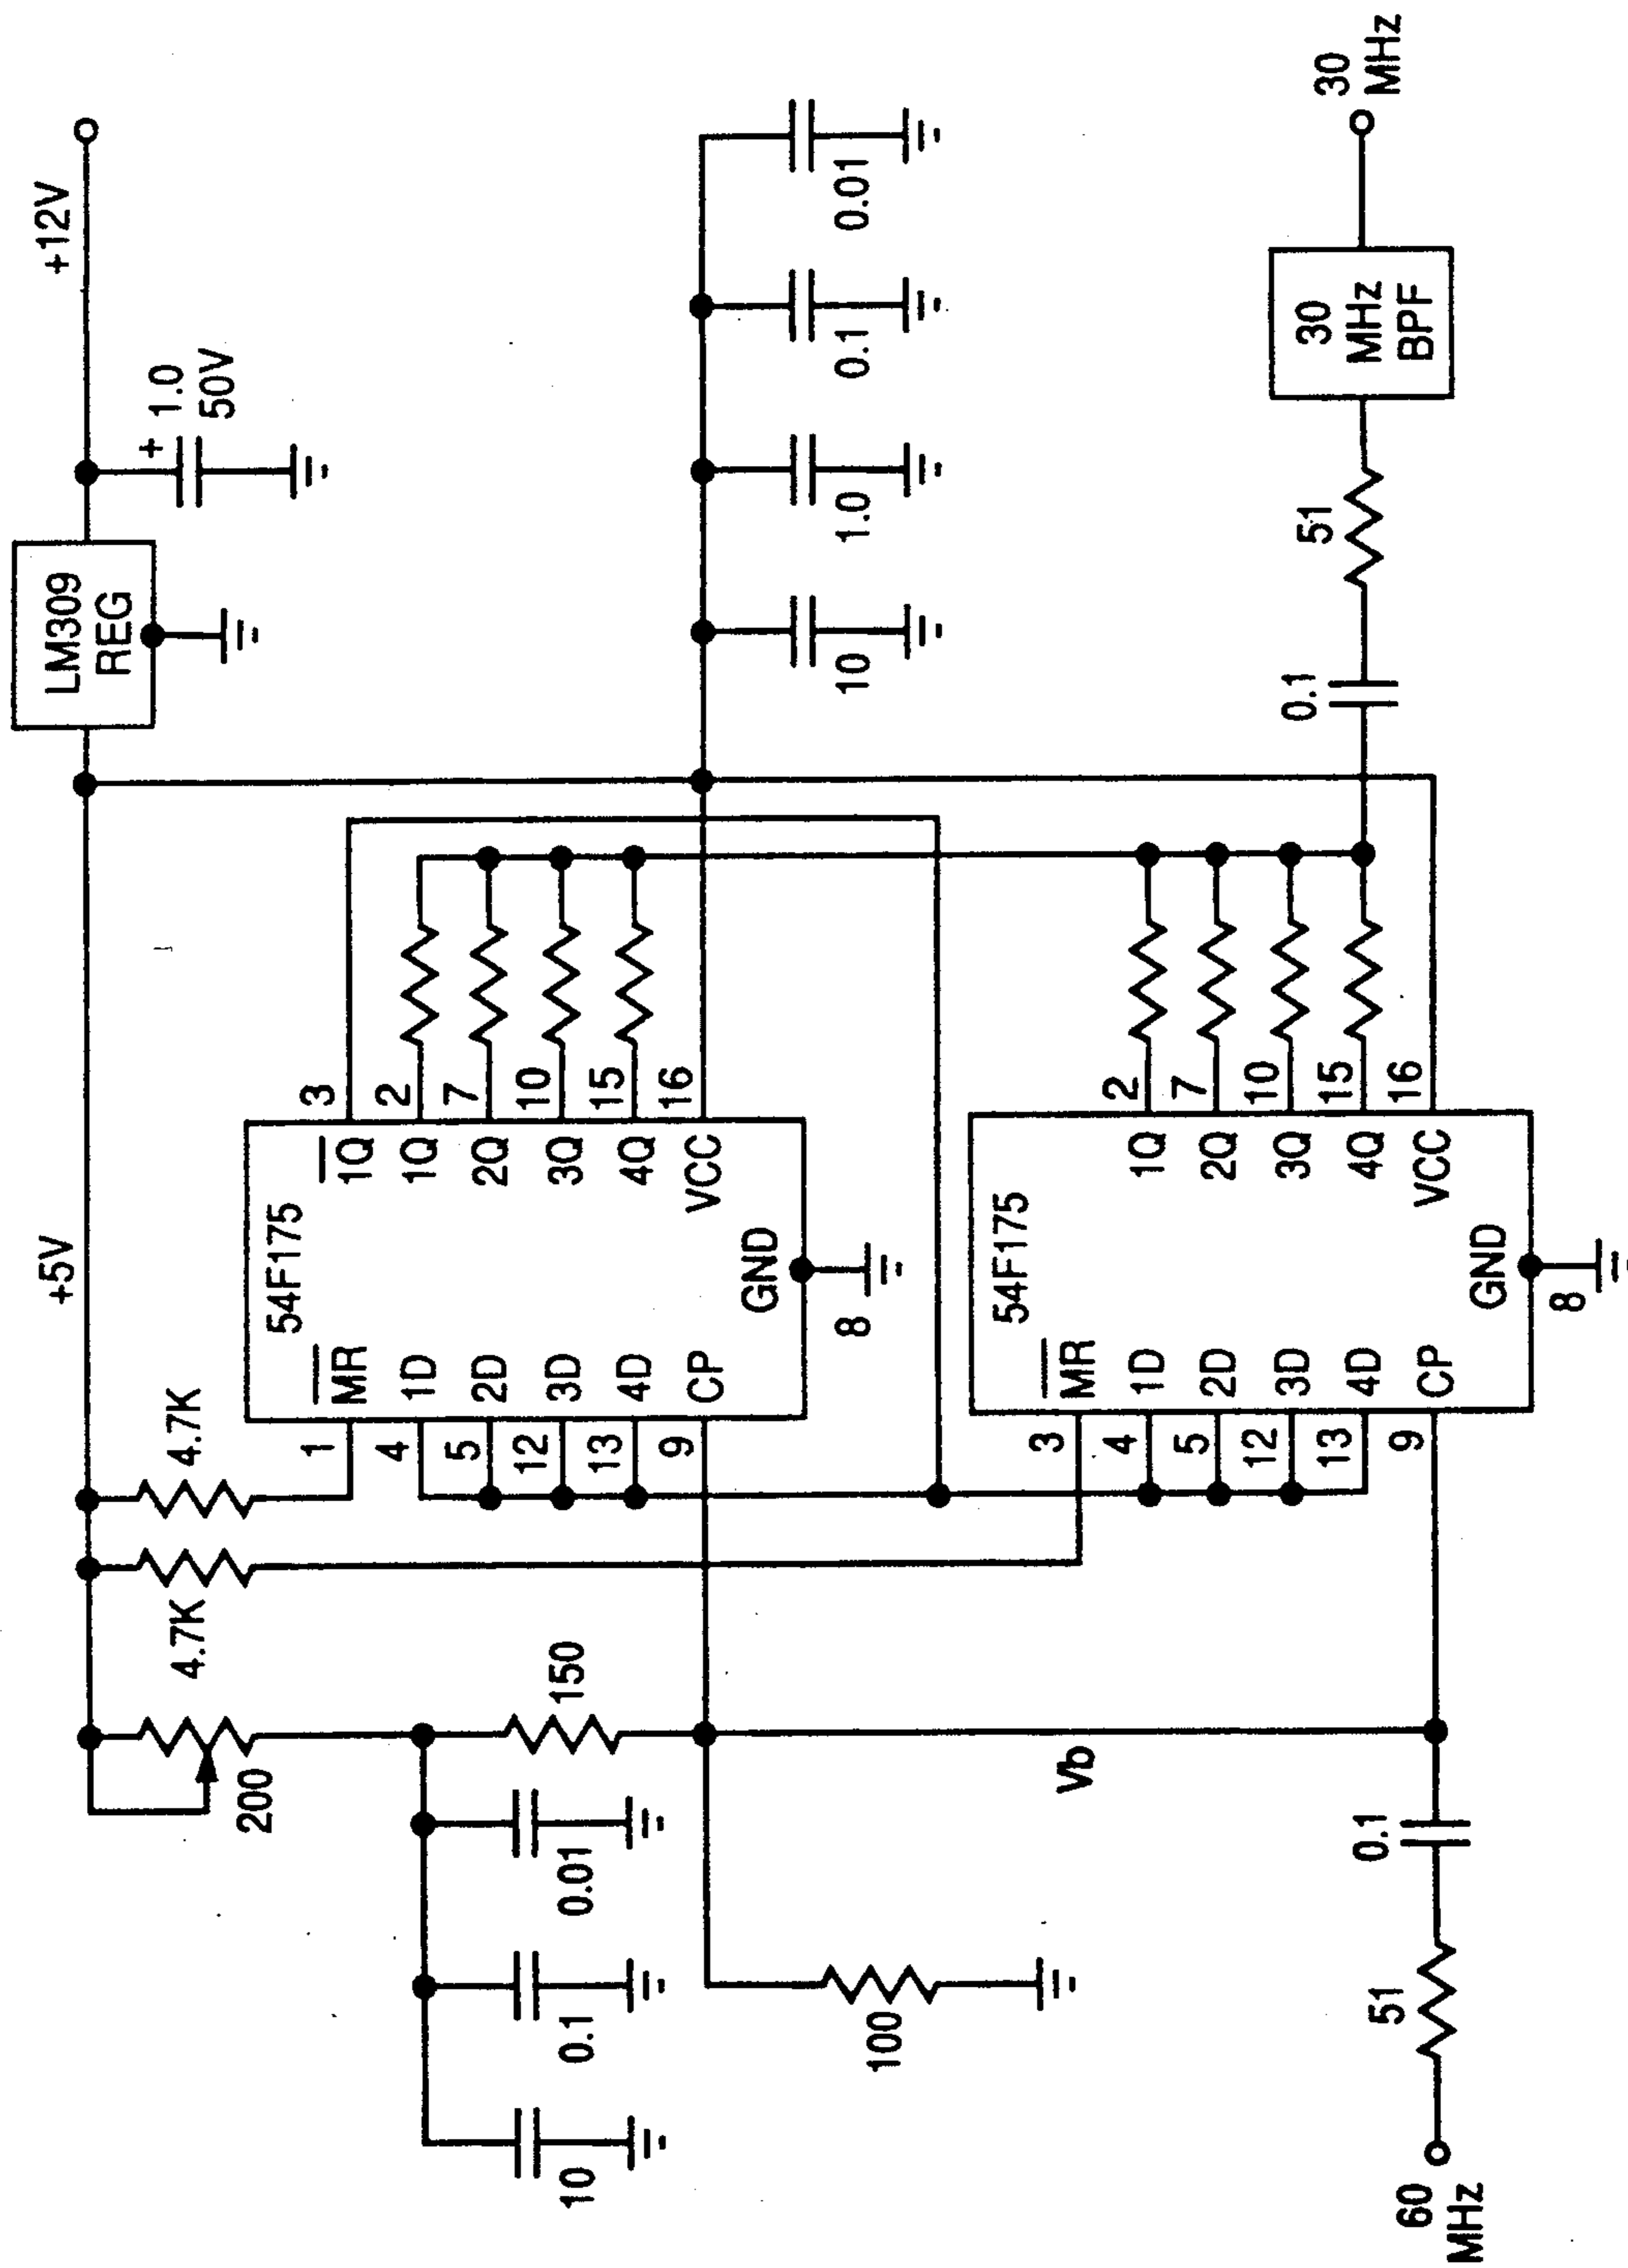 +5V
LM309
REG
+12V
+ 1.0
50V
200
4.7K
4.7K
10
0.1
0.01
150
100
Vb
54F175
1 MR
4 1D
5 2D
12 3D
13 4D
9 CP
1Q 3
1Q 2
2Q 7
3Q 10
4Q 15
VCC 16
GND
8
10
1.0
0.1
0.01
54F175
3 MR
4 1D
5 2D
12 3D
13 4D
9 CP
1Q 2
2Q 7
3Q 10
4Q 15
VCC 16
GND
8
60
MHz
51
0.1
0.1
51
30
MHz
BPF
30
MHz